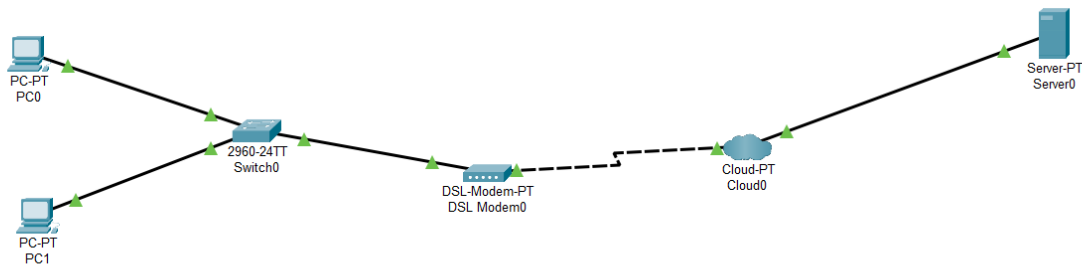 PC-PT
PC0
2960-24TT
Switch0
PC-PT
PC1
DSL-Modem-PT
DSL Modem0
Cloud-PT
Cloud0
Server-PT
Server0